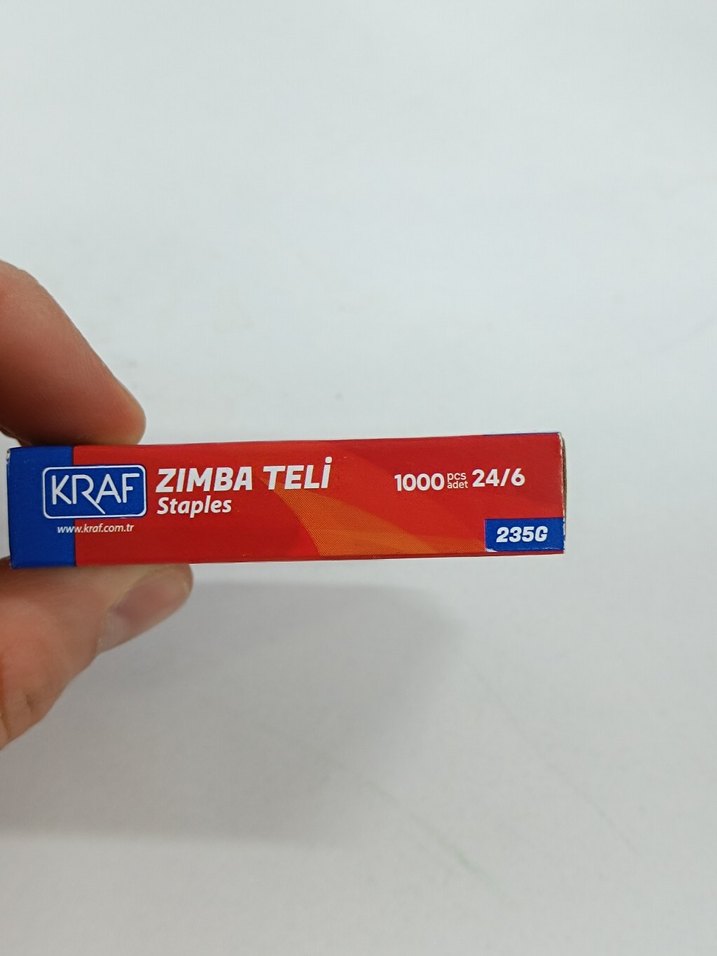 KRAF
www.kraf.com.tr
ZIMBA TELİ
Staples
1000 pcs adet 24/6
235G